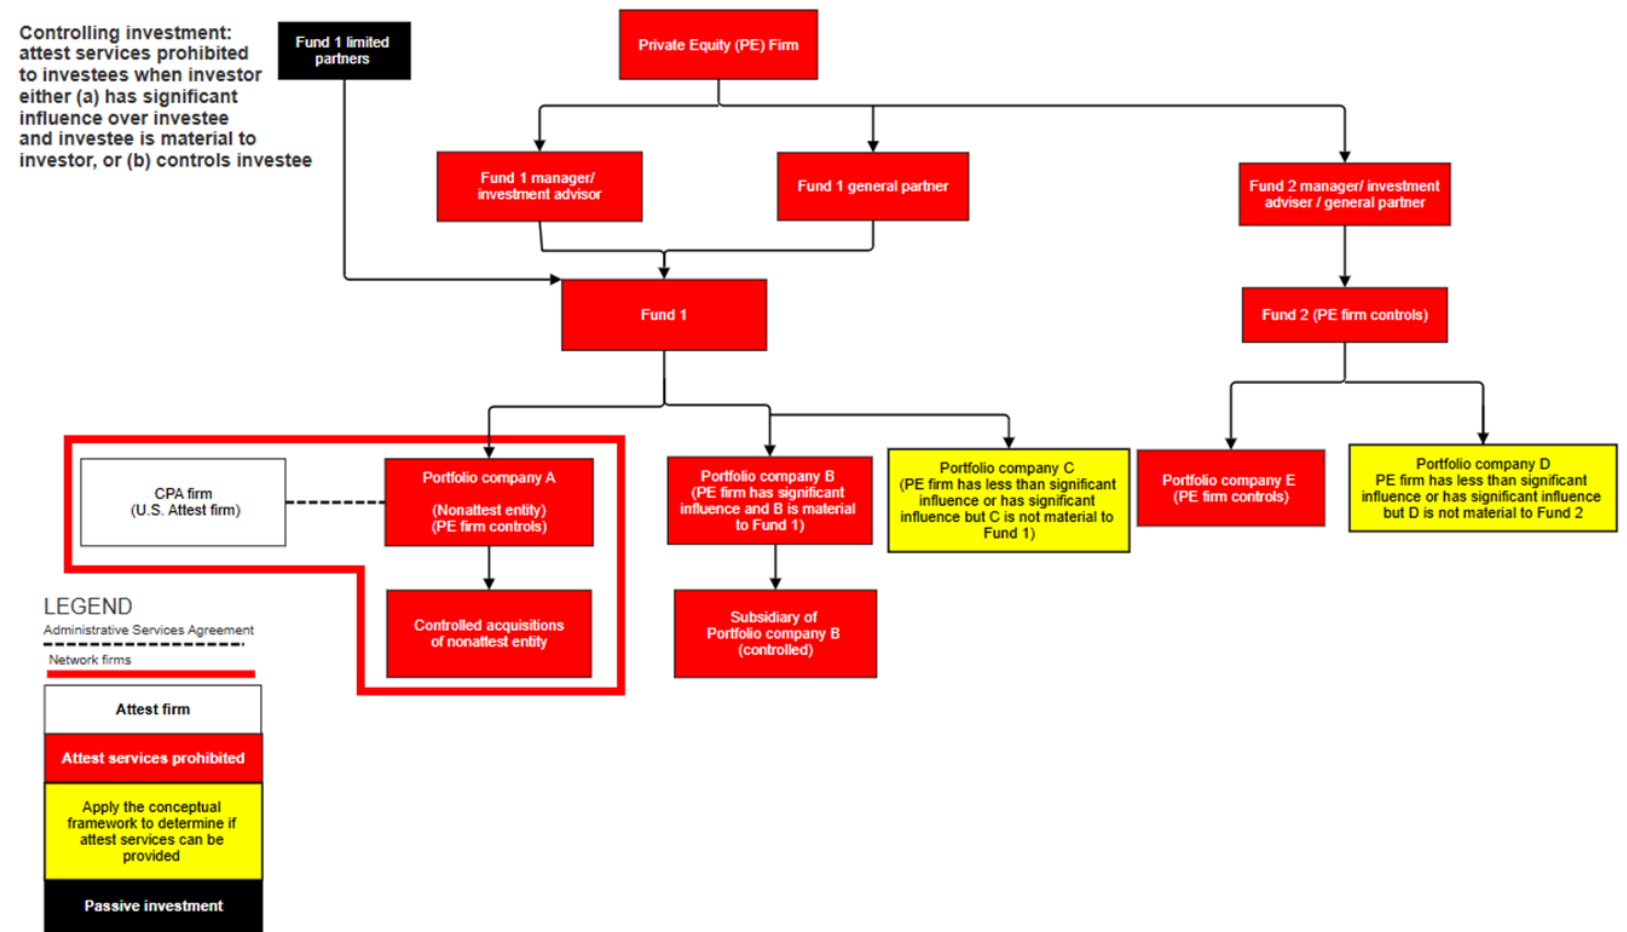 Controlling investment:
attest services prohibited
to investees when investor
either (a) has significant
influence over investee
and investee is material to
investor, or (b) controls investee
Fund 1 limited
partners
Private Equity (PE) Firm
Fund 1 manager/
investment advisor
Fund 1 general partner
Fund 2 manager/ investment
adviser / general partner
Fund 1
Fund 2 (PE firm controls)
CPA firm
(U.S. Attest firm)
Portfolio company A
(Nonattest entity)
(PE firm controls)
Portfolio company B
(PE firm has significant
influence and B is material
to Fund 1)
Portfolio company C
(PE firm has less than significant
influence or has significant
influence but C is not material to
Fund 1)
Portfolio company E
(PE firm controls)
Portfolio company D
PE firm has less than significant
influence or has significant influence
but D is not material to Fund 2
Controlled acquisitions
of nonattest entity
Subsidiary of
Portfolio company B
(controlled)
LEGEND
Administrative Services Agreement
Network firms
Attest firm
Attest services prohibited
Apply the conceptual
framework to determine if
attest services can be
provided
Passive investment